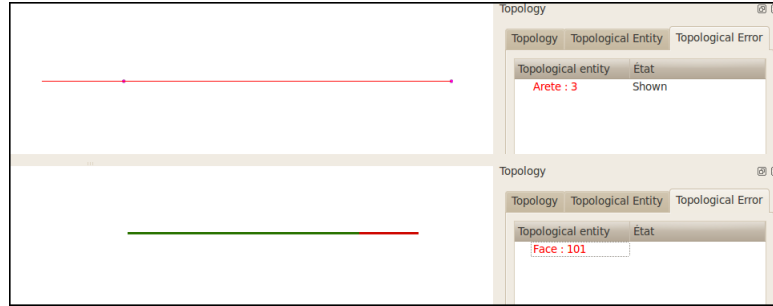 Topology
Topology Topological Entity Topological Error
Topological entity État
Arete : 3 Shown
Topology
Topology Topological Entity Topological Error
Topological entity État
Face : 101